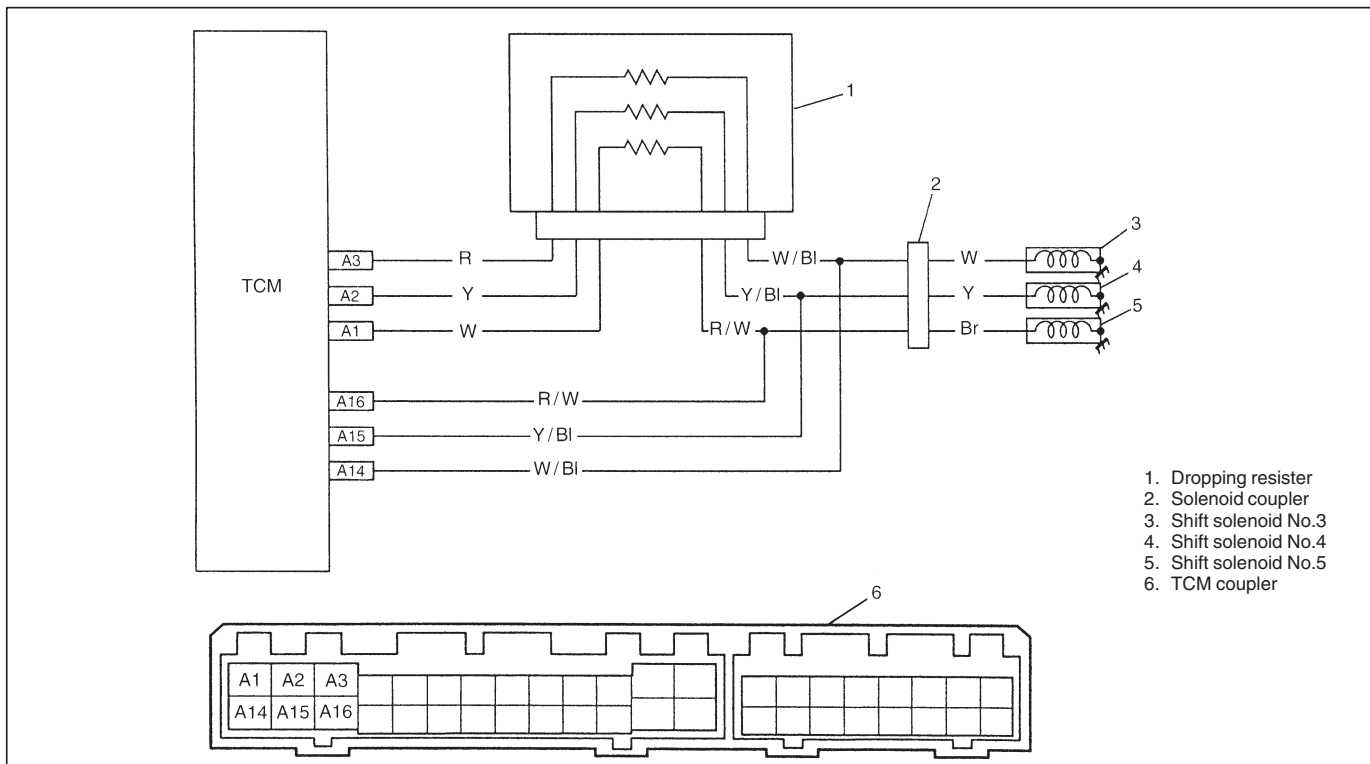 1
2
3
4
5
TCM
A3 R W/Bl W
A2 Y Y/Bl Y
A1 W R/W Br
A16 R/W
A15 Y/Bl
A14 W/Bl
1. Dropping resister
2. Solenoid coupler
3. Shift solenoid No.3
4. Shift solenoid No.4
5. Shift solenoid No.5
6. TCM coupler
6
A1 A2 A3
A14 A15 A16